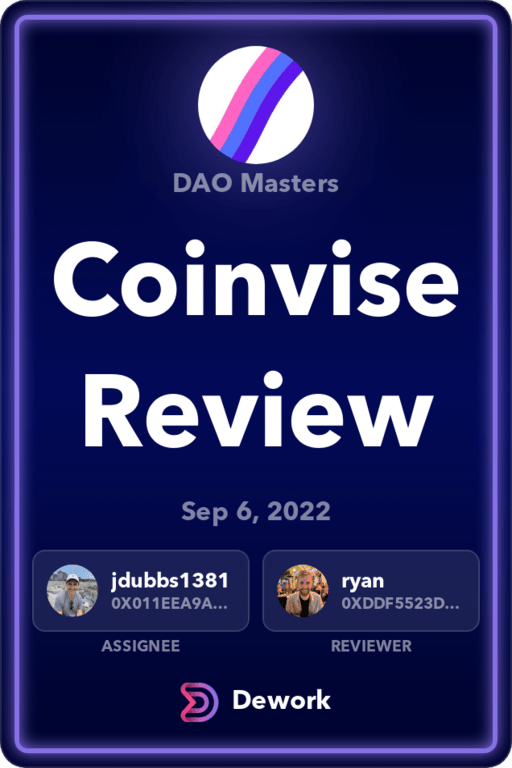 DAO Masters
Coinvise
Review
Sep 6, 2022
jdubbs1381
0X011EEA9A...
ryan
0XDDF5523D...
ASSIGNEE
REVIEWER
Dework